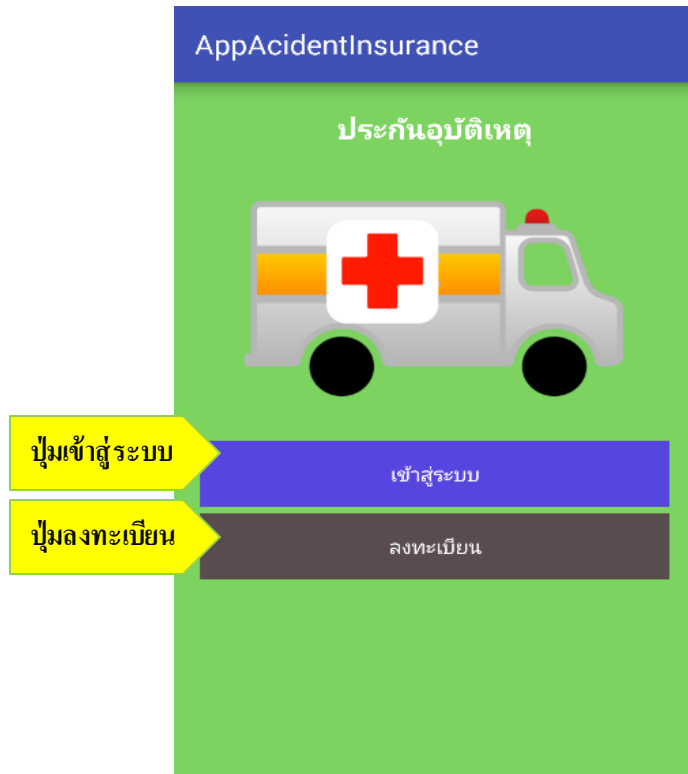 AppAcidentInsurance
ประกันอุบัติเหตุ
ปุ่มเข้าสู่ระบบ
เข้าสู่ระบบ
ปุ่มลงทะเบียน
ลงทะเบียน